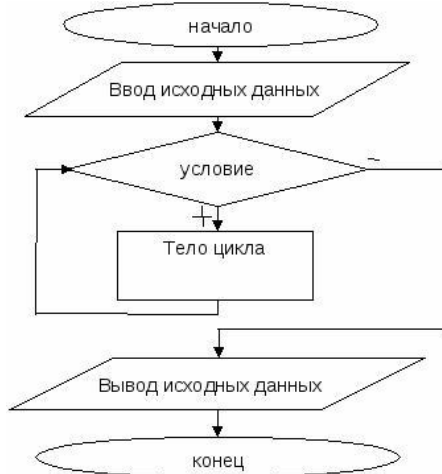 начало
Ввод исходных данных
условие
-
+
Тело цикла
Вывод исходных данных
конец